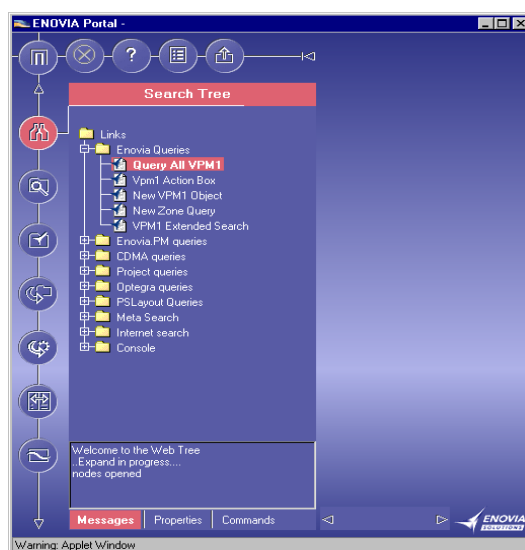 ENOVIA Portal -
?
Search Tree
Links
Enovia Queries
Query All VPM1
Vpm1 Action Box
New VPM1 Object
New Zone Query
VPM1 Extended Search
Enovia.PM queries
CDMA queries
Project queries
Optegra queries
PSLayout Queries
Meta Search
Internet search
Console
Welcome to the Web Tree
..Expand in progress....
nodes opened
Messages Properties Commands
ENOVIA
SOLUTIONS
Warning: Applet Window